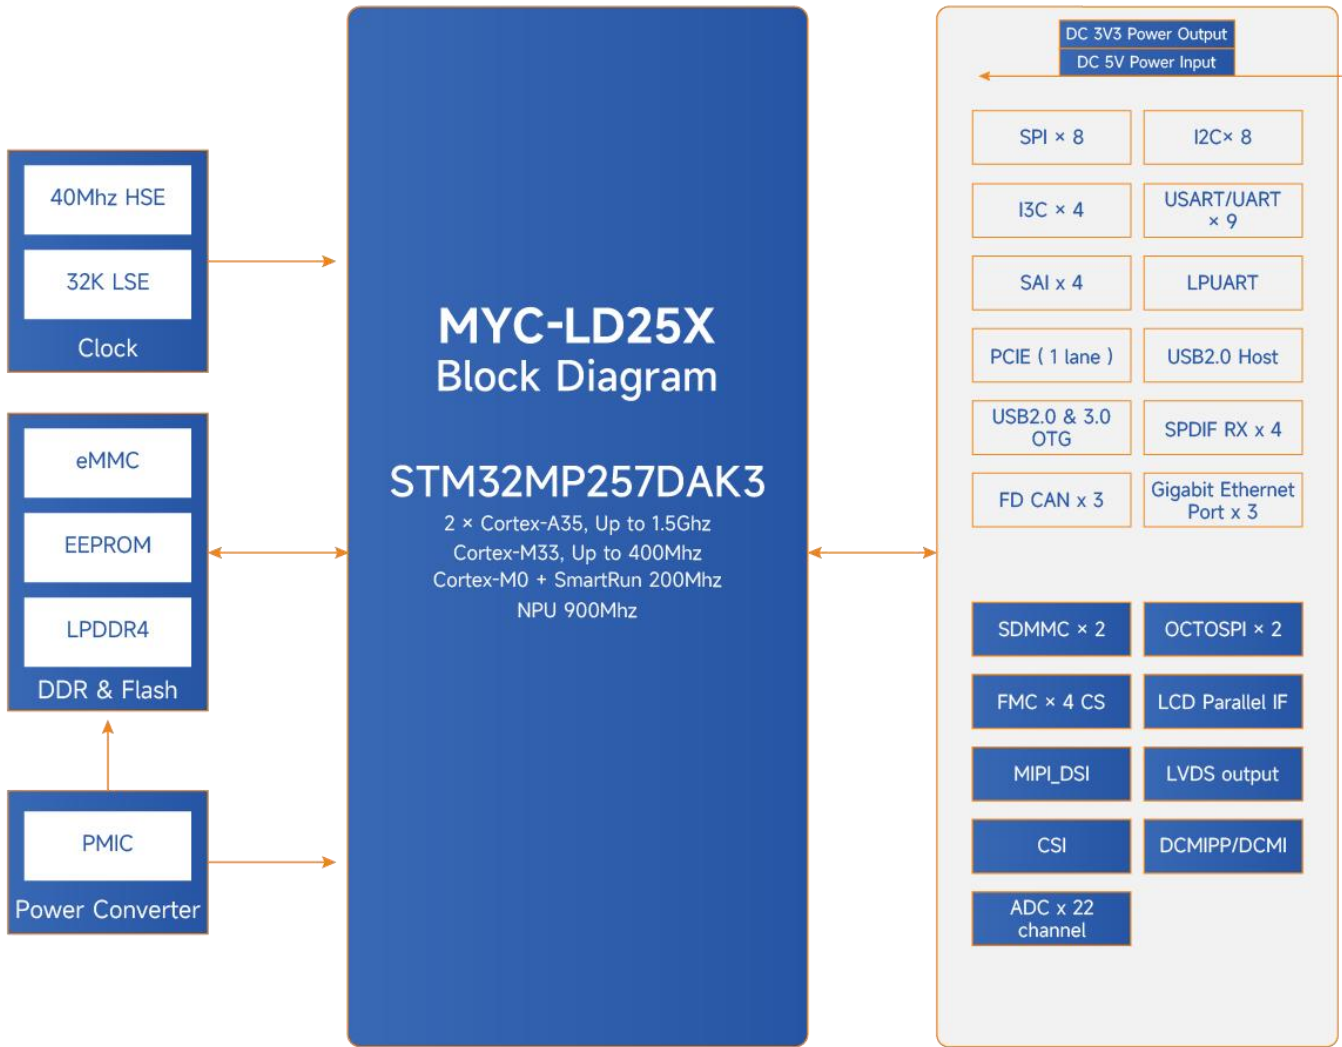 40Mhz HSE
32K LSE
Clock
eMMC
EEPROM
LPDDR4
DDR & Flash
PMIC
Power Converter
MYC-LD25X
Block Diagram
STM32MP257DAK3
2 × Cortex-A35, Up to 1.5Ghz
Cortex-M33, Up to 400Mhz
Cortex-M0 + SmartRun 200Mhz
NPU 900Mhz
DC 3V3 Power Output
DC 5V Power Input
SPI × 8
I2C× 8
I3C × 4
USART/UART
× 9
SAI x 4
LPUART
PCIE ( 1 lane )
USB2.0 Host
USB2.0 & 3.0
OTG
SPDIF RX x 4
FD CAN x 3
Gigabit Ethernet
Port x 3
SDMMC × 2
OCTOSPI × 2
FMC × 4 CS
LCD Parallel IF
MIPI_DSI
LVDS output
CSI
DCMIPP/DCMI
ADC x 22
channel